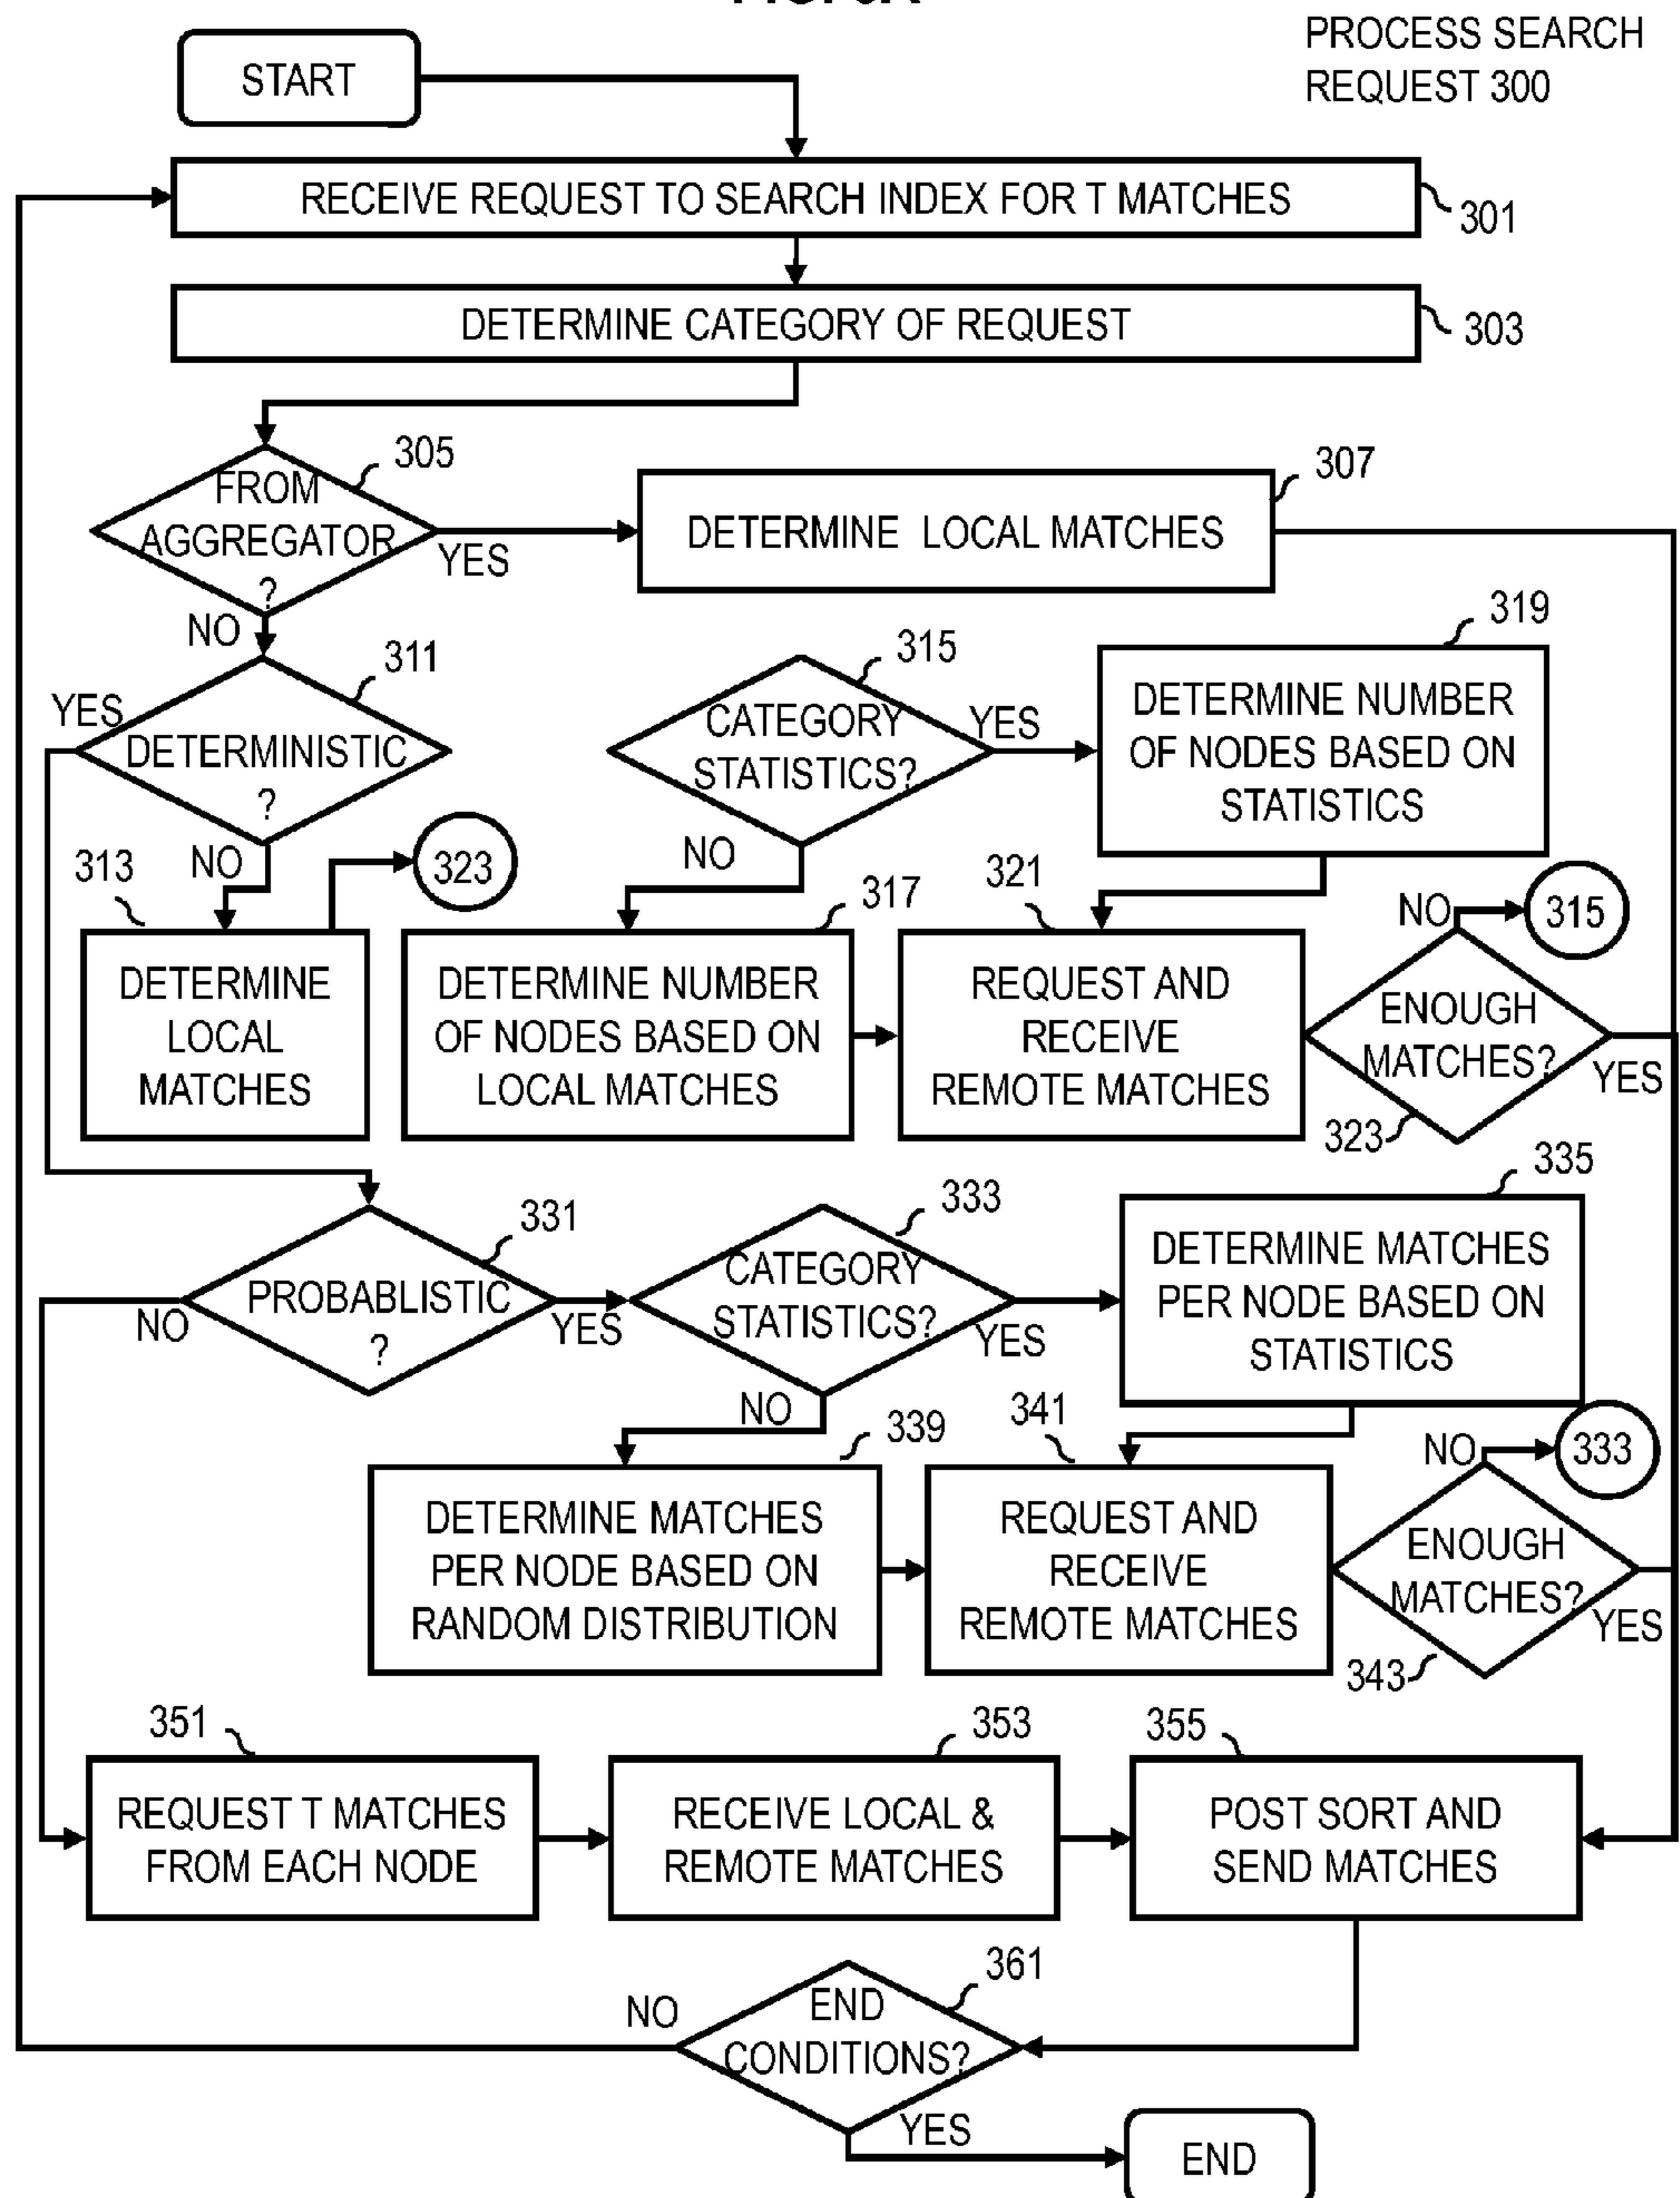 PROCESS SEARCH
REQUEST 300
START
RECEIVE REQUEST TO SEARCH INDEX FOR T MATCHES
301
DETERMINE CATEGORY OF REQUEST
303
305
FROM
AGGREGATOR
?
YES
NO
307
DETERMINE LOCAL MATCHES
311
YES
DETERMINISTIC
?
NO
315
CATEGORY
STATISTICS?
YES
NO
319
DETERMINE NUMBER
OF NODES BASED ON
STATISTICS
313
323
DETERMINE
LOCAL
MATCHES
317
DETERMINE NUMBER
OF NODES BASED ON
LOCAL MATCHES
321
REQUEST AND
RECEIVE
REMOTE MATCHES
NO
315
ENOUGH
MATCHES?
YES
323
331
PROBABLISTIC
?
NO
YES
333
CATEGORY
STATISTICS?
YES
NO
335
DETERMINE MATCHES
PER NODE BASED ON
STATISTICS
339
DETERMINE MATCHES
PER NODE BASED ON
RANDOM DISTRIBUTION
341
REQUEST AND
RECEIVE
REMOTE MATCHES
NO
333
ENOUGH
MATCHES?
YES
343
351
REQUEST T MATCHES
FROM EACH NODE
353
RECEIVE LOCAL &
REMOTE MATCHES
355
POST SORT AND
SEND MATCHES
361
NO
END
CONDITIONS?
YES
END